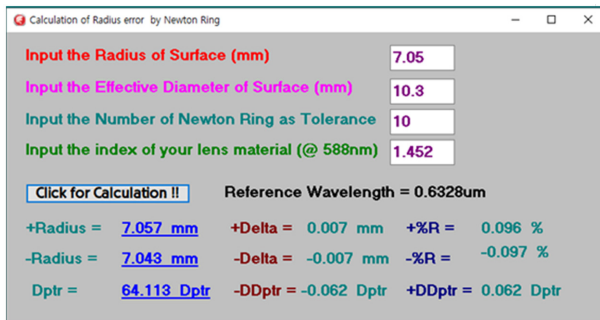 Calculation of Radius error by Newton Ring
Input the Radius of Surface (mm) 7.05
Input the Effective Diameter of Surface (mm) 10.3
Input the Number of Newton Ring as Tolerance 10
Input the index of your lens material (@ 588nm) 1.452
Click for Calculation !! Reference Wavelength = 0.6328um
+Radius = 7.057 mm +Delta = 0.007 mm +%R = 0.096 %
-Radius = 7.043 mm -Delta = -0.007 mm -%R = -0.097 %
Dptr = 64.113 Dptr -DDptr = -0.062 Dptr +DDptr = 0.062 Dptr